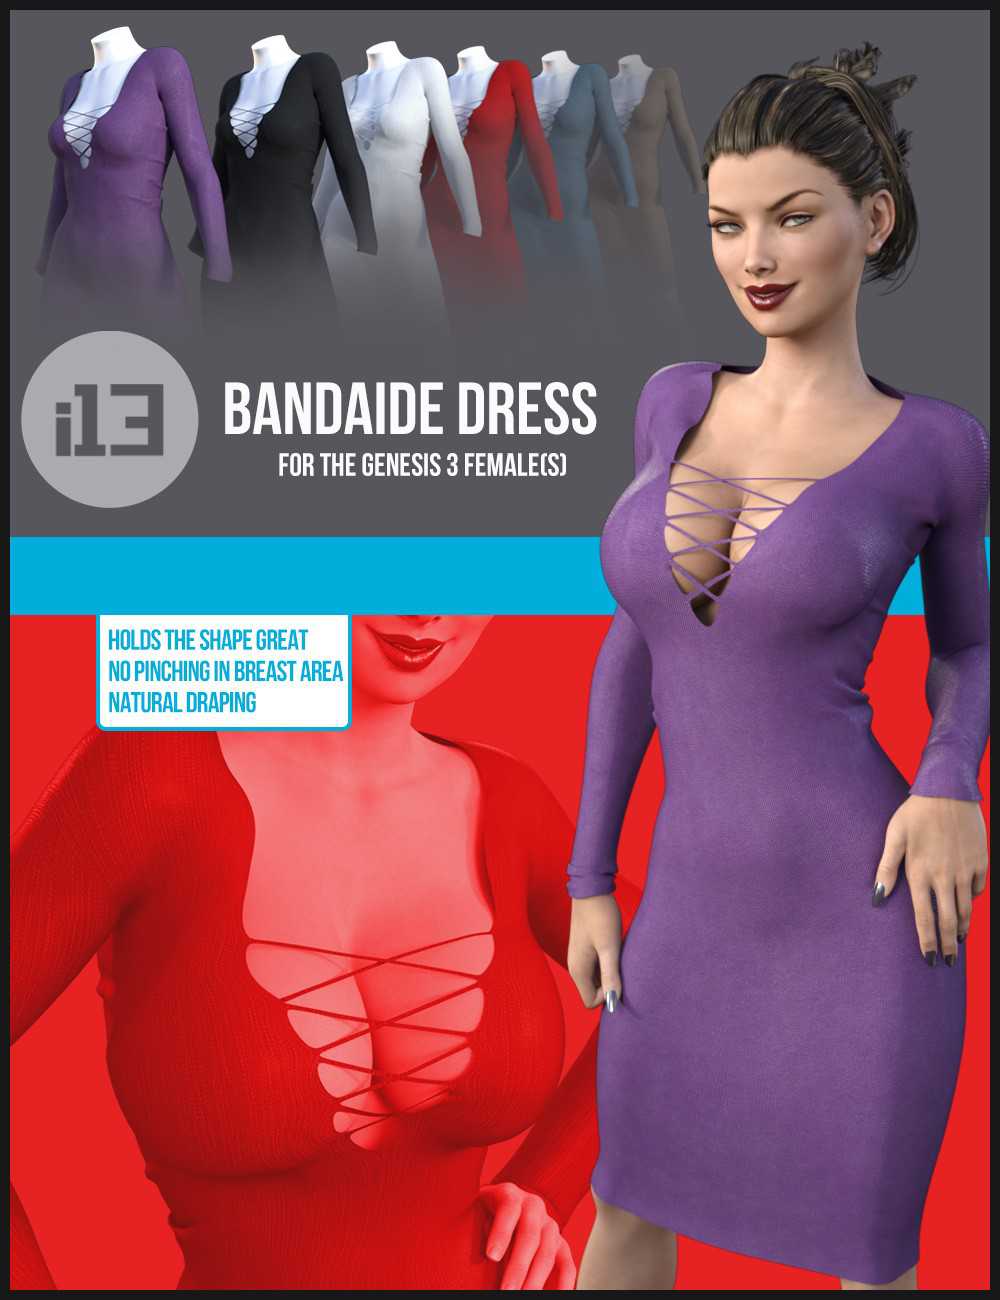 i13
BANDAIDE DRESS
FOR THE GENESIS 3 FEMALE(S)
HOLDS THE SHAPE GREAT
NO PINCHING IN BREAST AREA
NATURAL DRAPING